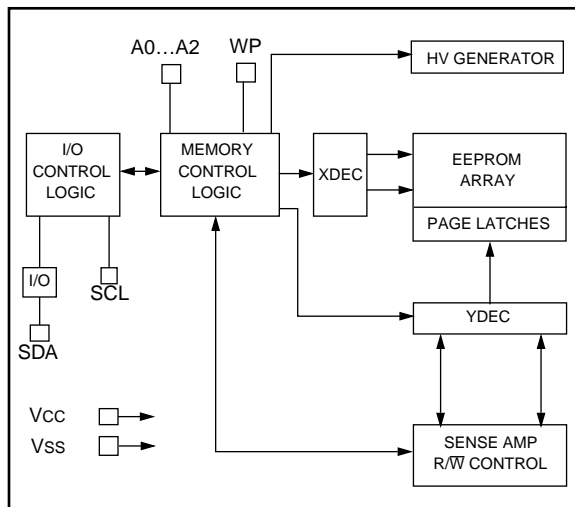 A0...A2
WP
HV GENERATOR
I/O
CONTROL
LOGIC
MEMORY
CONTROL
LOGIC
XDEC
EEPROM
ARRAY
PAGE LATCHES
I/O
SCL
SDA
YDEC
VCC
VSS
SENSE AMP
R/W̅ CONTROL